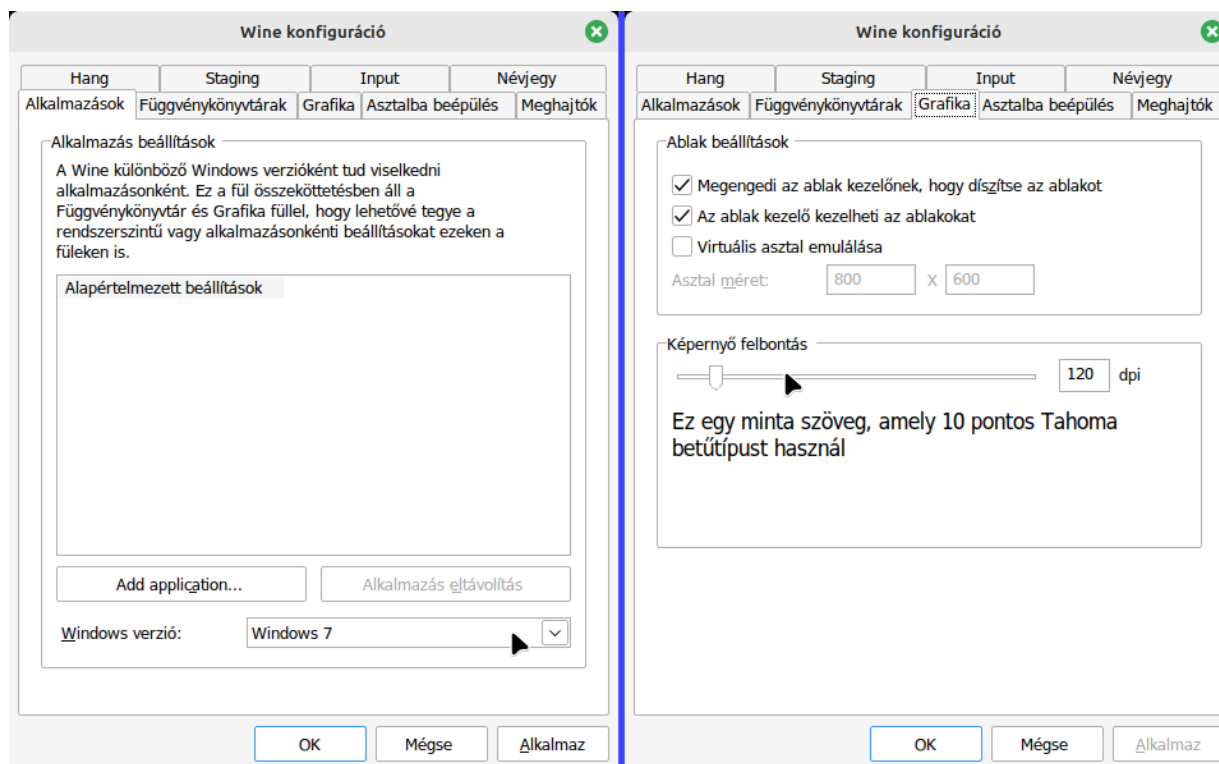 Wine konfiguráció
Hang Staging Input Névjegy
Alkalmazások Függvénykönyvtárak Grafika Asztalba beépülés Meghajtók
Alkalmazás beállítások
A Wine különböző Windows verzióként tud viselkedni
alkalmazásonként. Ez a fül összeköttetésben áll a
Függvénykönyvtár és Grafika füllel, hogy lehetővé tegye a
rendszerszintű vagy alkalmazásonkénti beállításokat ezeken a
füleken is.
Alapértelmezett beállítások
Add application...
Alkalmazás eltávolítás
Windows verzió: Windows 7
OK Mégse Alkalmaz
Wine konfiguráció
Hang Staging Input Névjegy
Alkalmazások Függvénykönyvtárak Grafika Asztalba beépülés Meghajtók
Ablak beállítások
Megengedi az ablak kezelőnek, hogy díszítse az ablakot
Az ablak kezelő kezelheti az ablakokat
Virtuális asztal emulálása
Asztal méret: 800 X 600
Képernyő felbontás
120 dpi
Ez egy minta szöveg, amely 10 pontos Tahoma
betűtípust használ
OK Mégse Alkalmaz